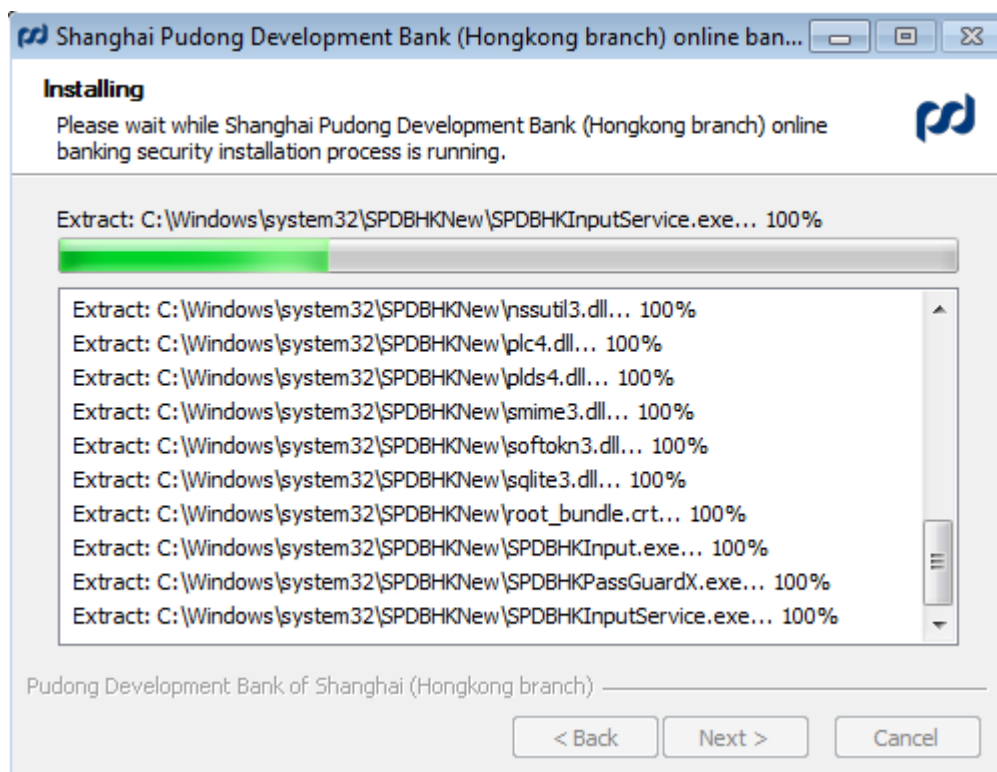 Shanghai Pudong Development Bank (Hongkong branch) online ban...
Installing
Please wait while Shanghai Pudong Development Bank (Hongkong branch) online
banking security installation process is running.
Extract: C:\Windows\system32\SPDBHKNew\SPDBHKInputService.exe... 100%
Extract: C:\Windows\system32\SPDBHKNew\nssutil3.dll... 100%
Extract: C:\Windows\system32\SPDBHKNew\plc4.dll... 100%
Extract: C:\Windows\system32\SPDBHKNew\plds4.dll... 100%
Extract: C:\Windows\system32\SPDBHKNew\smime3.dll... 100%
Extract: C:\Windows\system32\SPDBHKNew\softokn3.dll... 100%
Extract: C:\Windows\system32\SPDBHKNew\sqlite3.dll... 100%
Extract: C:\Windows\system32\SPDBHKNew\root_bundle.crt... 100%
Extract: C:\Windows\system32\SPDBHKNew\SPDBHKInput.exe... 100%
Extract: C:\Windows\system32\SPDBHKNew\SPDBHKPassGuardX.exe... 100%
Extract: C:\Windows\system32\SPDBHKNew\SPDBHKInputService.exe... 100%
Pudong Development Bank of Shanghai (Hongkong branch)
< Back
Next >
Cancel